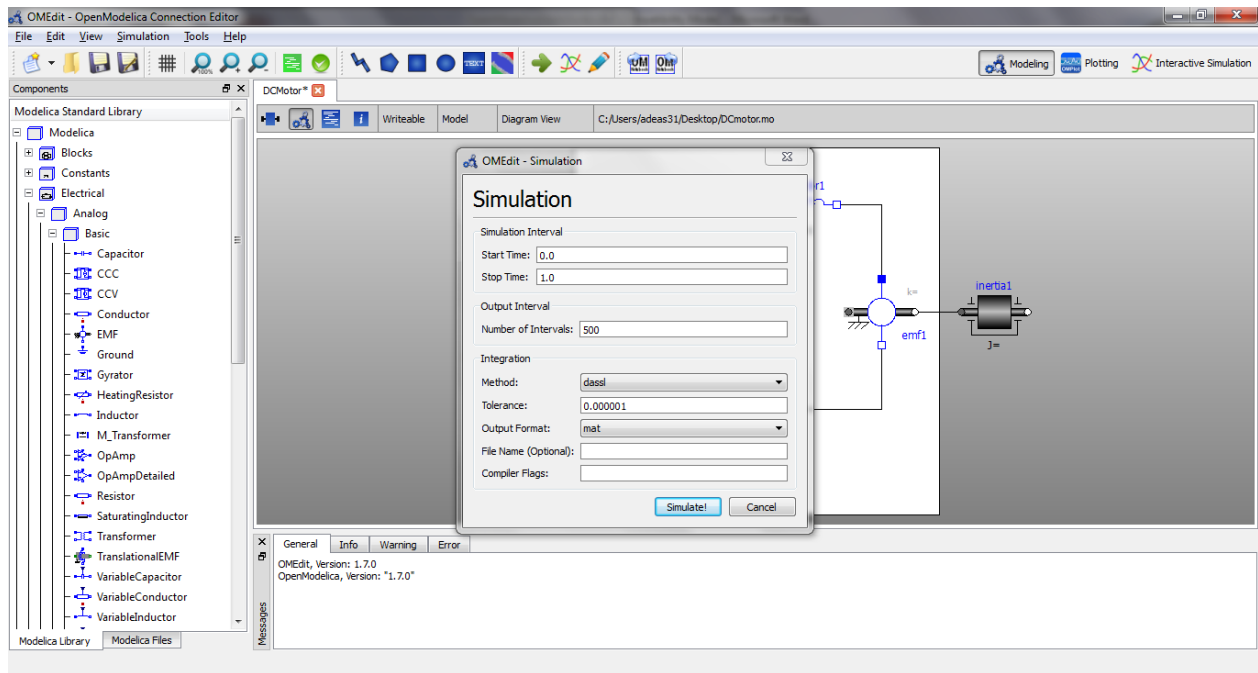 OMEdit - OpenModelica Connection Editor
File Edit View Simulation Tools Help
100% TEXT OM OM Modeling Plotting Interactive Simulation
Components
DCMotor*
Modelica Standard Library
Writeable Model Diagram View C:/Users/adeas31/Desktop/DCmotor.mo
Modelica
Blocks
Constants
Electrical
Analog
Basic
Capacitor
CCC
CCV
Conductor
EMF
Ground
Gyrator
HeatingResistor
Inductor
M_Transformer
OpAmp
OpAmpDetailed
Resistor
SaturatingInductor
Transformer
TranslationalEMF
VariableCapacitor
VariableConductor
VariableInductor
Modelica Library Modelica Files
OMEdit - Simulation
Simulation
Simulation Interval
Start Time: 0.0
Stop Time: 1.0
Output Interval
Number of Intervals: 500
Integration
Method: dassl
Tolerance: 0.000001
Output Format: mat
File Name (Optional):
Compiler Flags:
Simulate! Cancel
r1
k=
emf1
inertia1
J=
General Info Warning Error
OMEdit, Version: 1.7.0
OpenModelica, Version: "1.7.0"
Messages